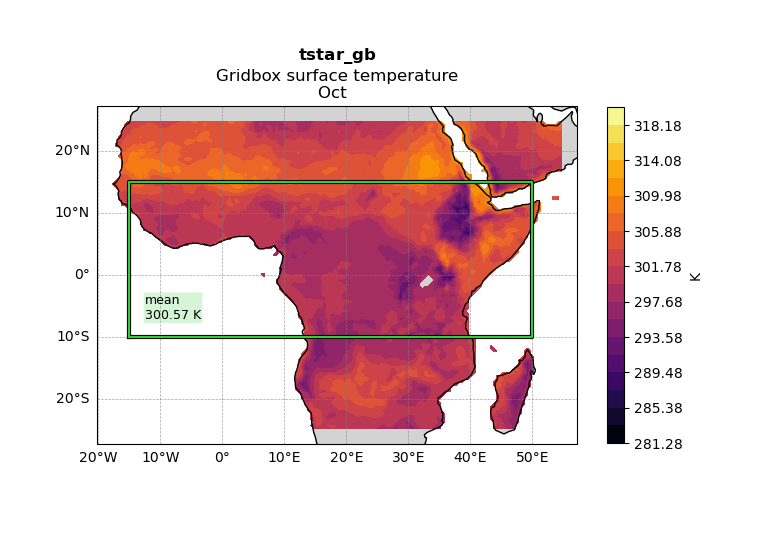 tstar_gb
Gridbox surface temperature
Oct
20°N
10°N
0°
10°S
20°S
mean
300.57 K
20°W 10°W 0° 10°E 20°E 30°E 40°E 50°E
318.18
314.08
309.98
305.88
301.78
297.68
293.58
289.48
285.38
281.28
K